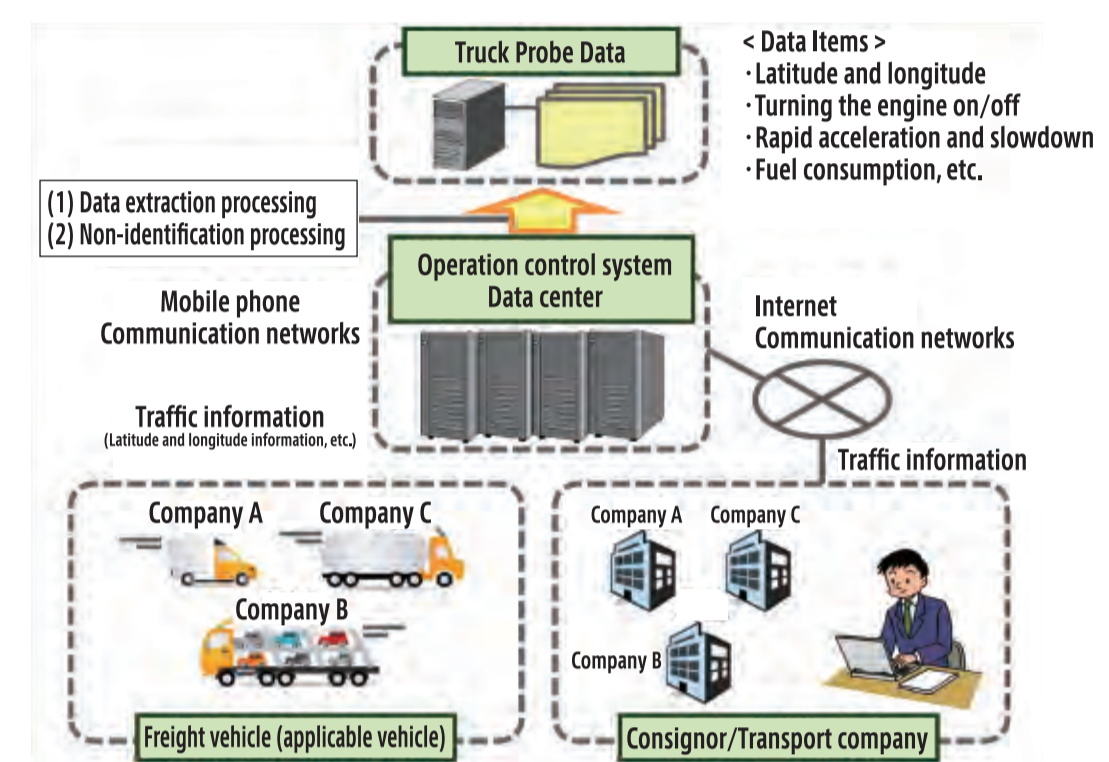 Truck Probe Data
< Data Items >
･Latitude and longitude
･Turning the engine on/off
･Rapid acceleration and slowdown
･Fuel consumption, etc.
(1) Data extraction processing
(2) Non-identification processing
Operation control system
Data center
Mobile phone
Communication networks
Internet
Communication networks
Traffic information
(Latitude and longitude information, etc.)
Traffic information
Company A
Company C
Company B
Freight vehicle (applicable vehicle)
Company A
Company C
Company B
Consignor/Transport company